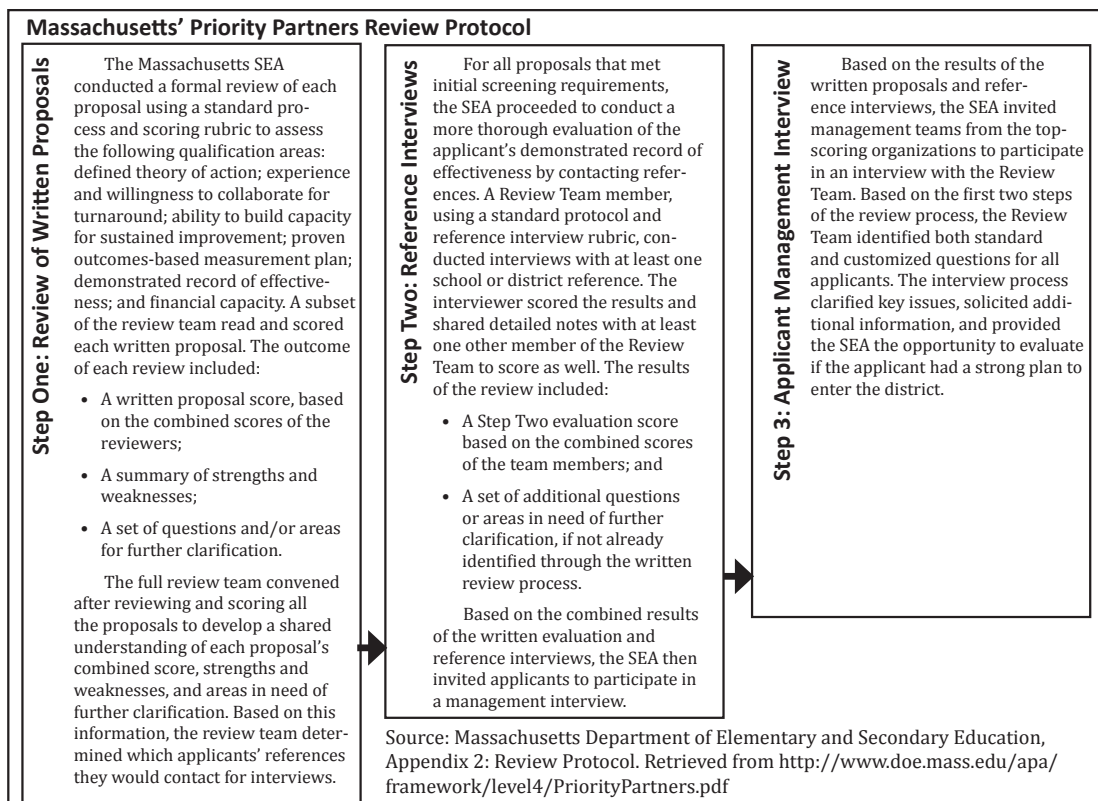 Massachusetts' Priority Partners Review Protocol
Step One: Review of Written Proposals
The Massachusetts SEA
conducted a formal review of each
proposal using a standard pro-
cess and scoring rubric to assess
the following qualification areas:
defined theory of action; experience
and willingness to collaborate for
turnaround; ability to build capacity
for sustained improvement; proven
outcomes-based measurement plan;
demonstrated record of effective-
ness; and financial capacity. A subset
of the review team read and scored
each written proposal. The outcome
of each review included:
• A written proposal score, based
on the combined scores of the
reviewers;
• A summary of strengths and
weaknesses;
• A set of questions and/or areas
for further clarification.
The full review team convened
after reviewing and scoring all
the proposals to develop a shared
understanding of each proposal's
combined score, strengths and
weaknesses, and areas in need of
further clarification. Based on this
information, the review team deter-
mined which applicants' references
they would contact for interviews.
Step Two: Reference Interviews
For all proposals that met
initial screening requirements,
the SEA proceeded to conduct a
more thorough evaluation of the
applicant's demonstrated record of
effectiveness by contacting refer-
ences. A Review Team member,
using a standard protocol and
reference interview rubric, con-
ducted interviews with at least one
school or district reference. The
interviewer scored the results and
shared detailed notes with at least
one other member of the Review
Team to score as well. The results
of the review included:
• A Step Two evaluation score
based on the combined scores
of the team members; and
• A set of additional questions
or areas in need of further
clarification, if not already
identified through the written
review process.
Based on the combined results
of the written evaluation and
reference interviews, the SEA then
invited applicants to participate in
a management interview.
Step 3: Applicant Management Interview
Based on the results of the
written proposals and refer-
ence interviews, the SEA invited
management teams from the top-
scoring organizations to participate
in an interview with the Review
Team. Based on the first two steps
of the review process, the Review
Team identified both standard
and customized questions for all
applicants. The interview process
clarified key issues, solicited addi-
tional information, and provided
the SEA the opportunity to evaluate
if the applicant had a strong plan to
enter the district.
Source: Massachusetts Department of Elementary and Secondary Education,
Appendix 2: Review Protocol. Retrieved from http://www.doe.mass.edu/apa/
framework/level4/PriorityPartners.pdf